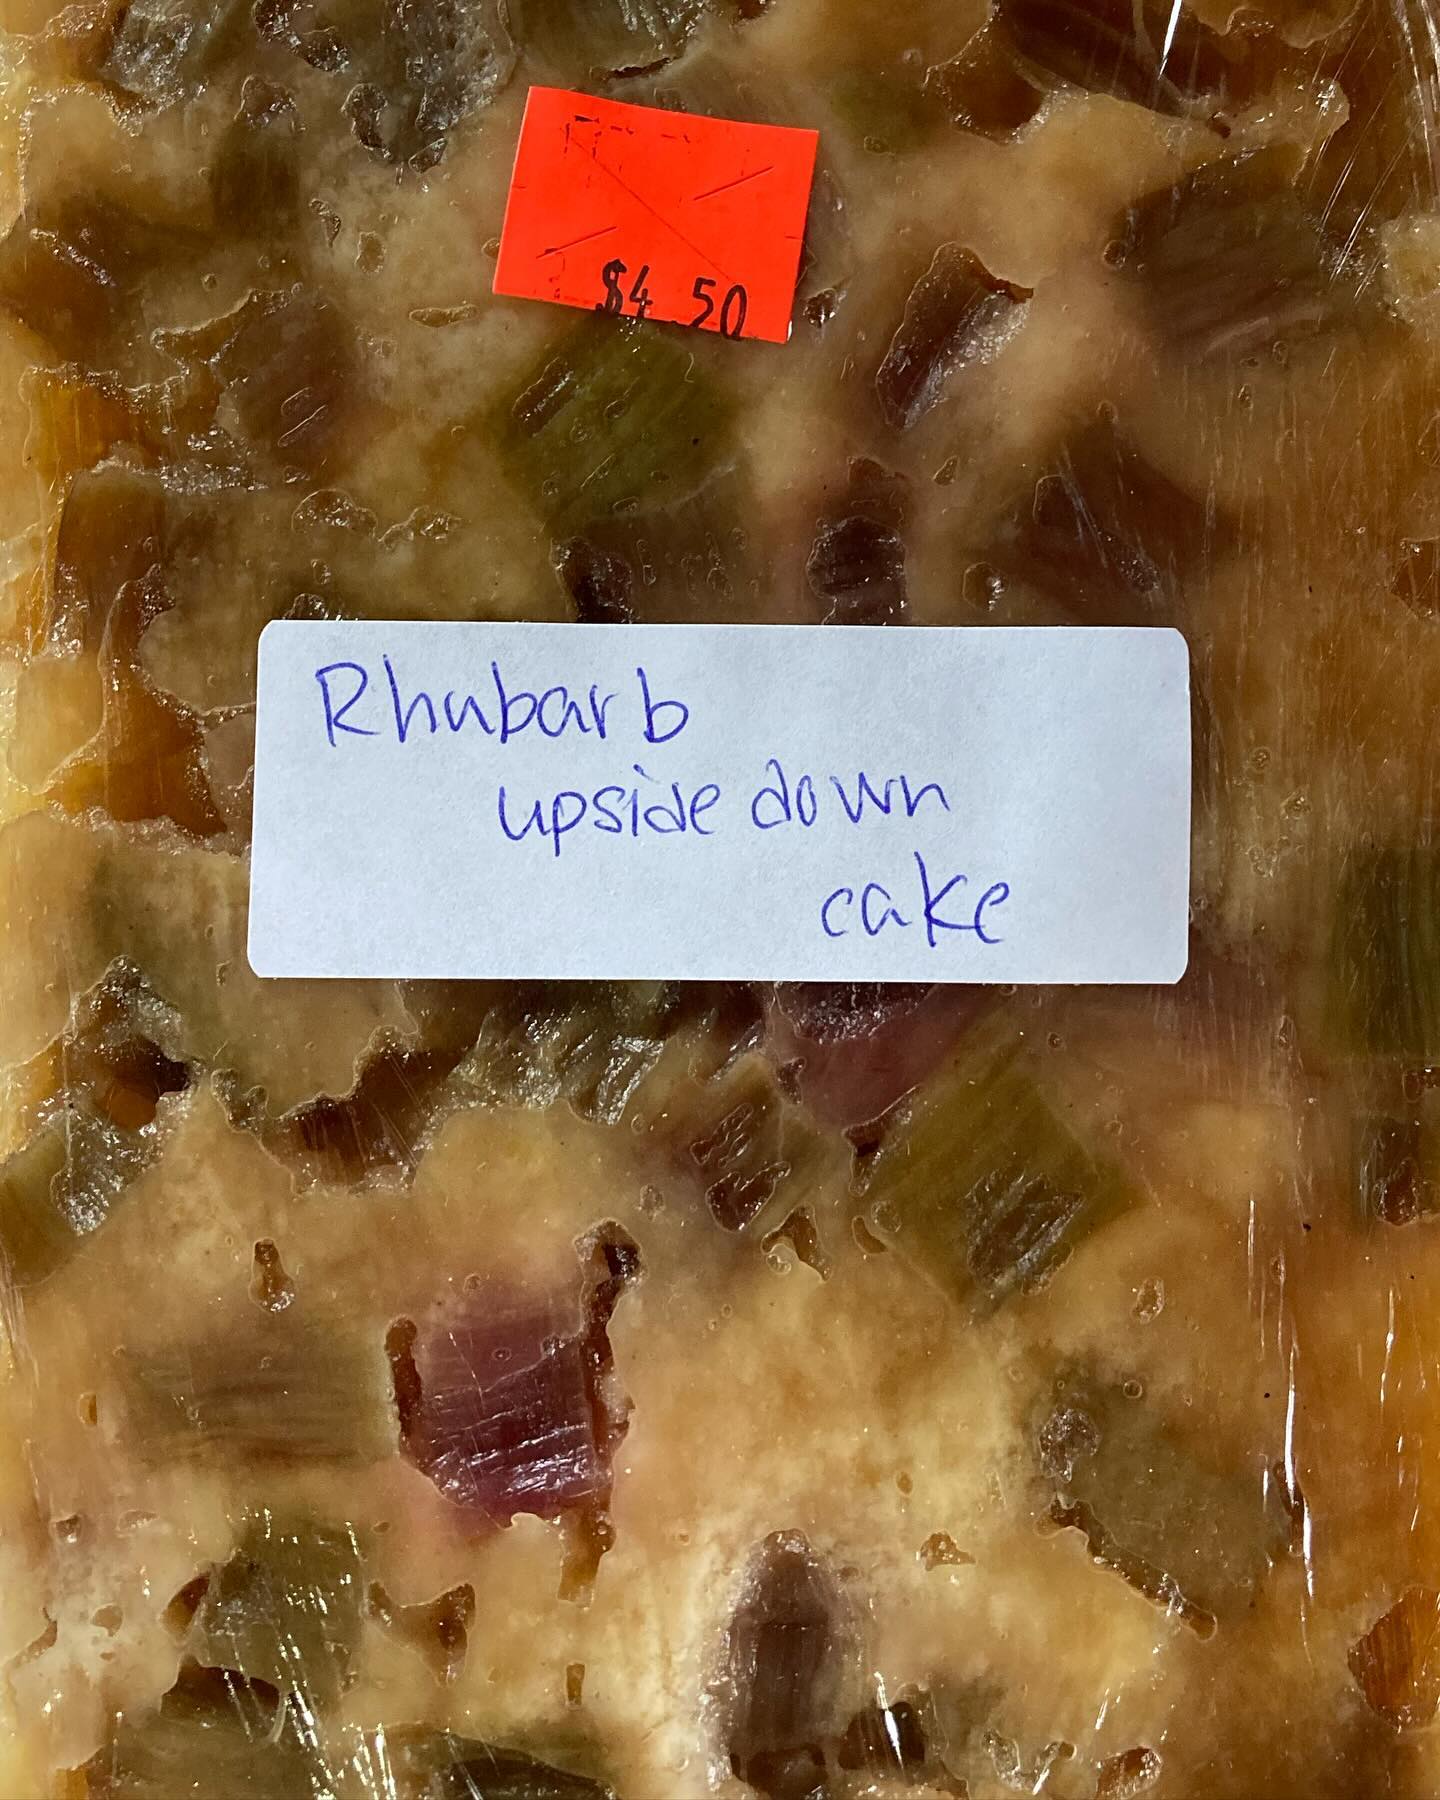 $4.50
Rhubarb
upside down
cake